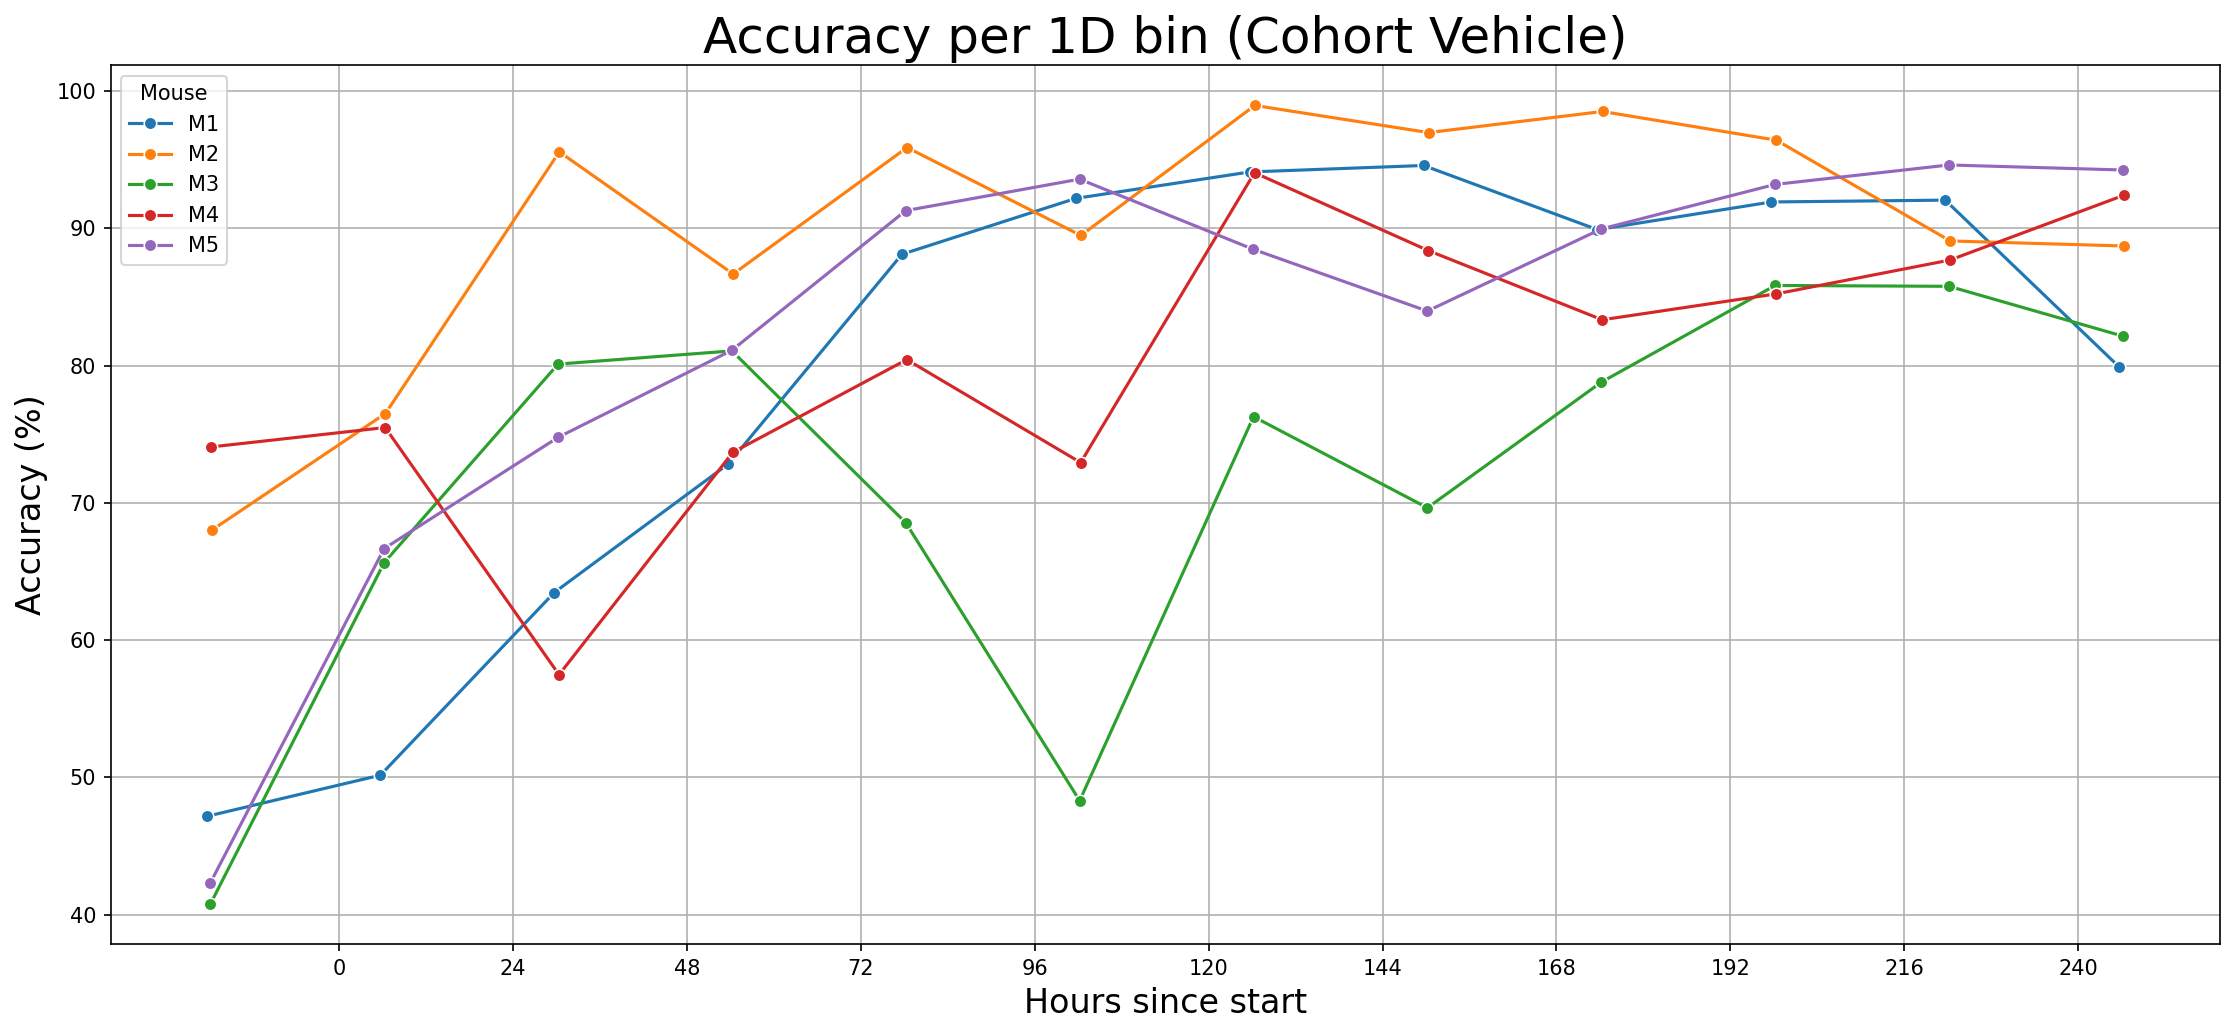 Accuracy per 1D bin (Cohort Vehicle)
Mouse
M1
M2
M3
M4
M5
Accuracy (%)
100
90
80
70
60
50
40
0 24 48 72 96 120 144 168 192 216 240
Hours since start